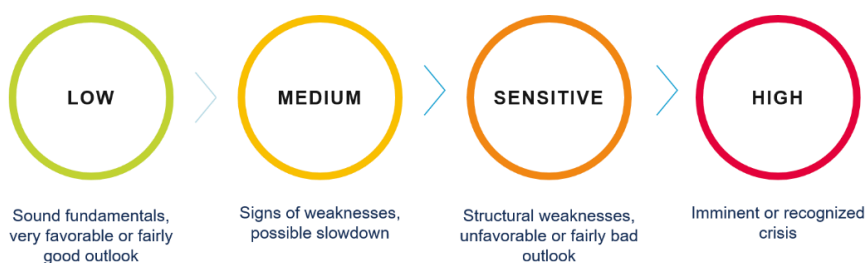 LOW
Sound fundamentals,
very favorable or fairly
good outlook
MEDIUM
Signs of weaknesses,
possible slowdown
SENSITIVE
Structural weaknesses,
unfavorable or fairly bad
outlook
HIGH
Imminent or recognized
crisis